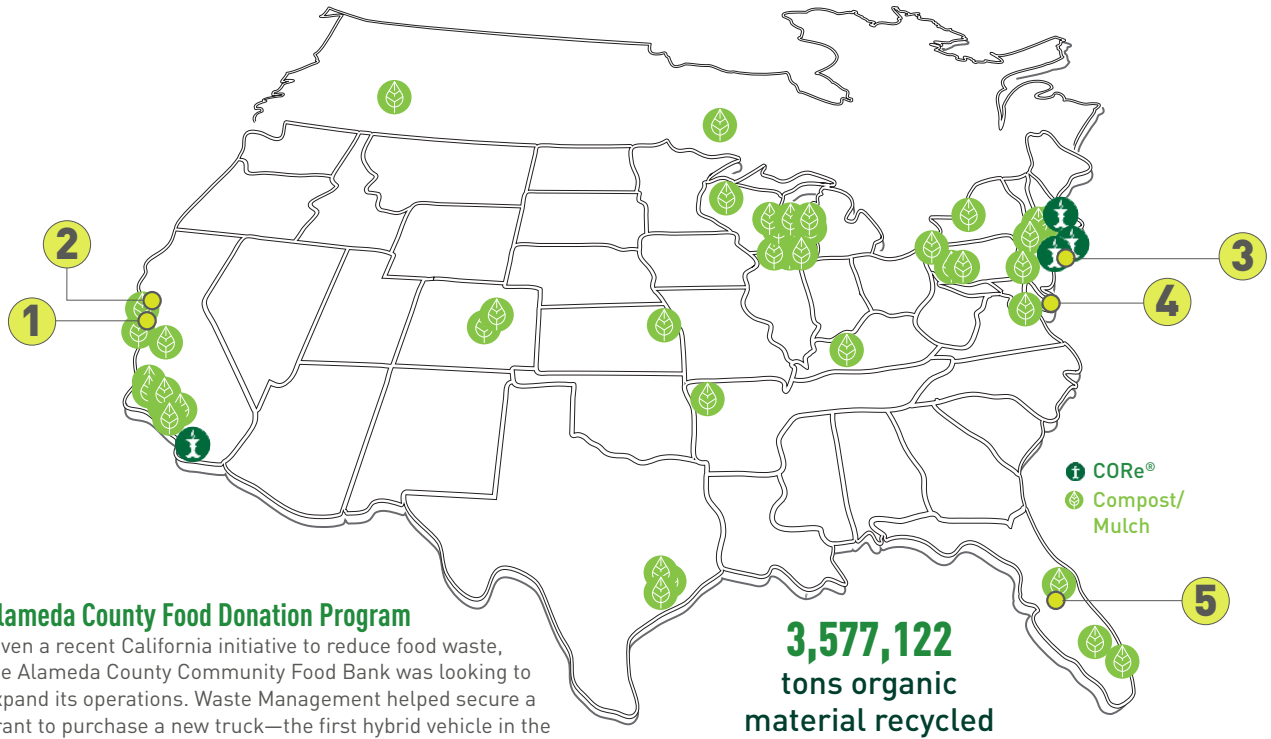 2
1
3
4
5
CORe®
Compost/
Mulch
3,577,122
tons organic
material recycled
lameda County Food Donation Program
ven a recent California initiative to reduce food waste,
e Alameda County Community Food Bank was looking to
xpand its operations. Waste Management helped secure a
rant to purchase a new truck—the first hybrid vehicle in the